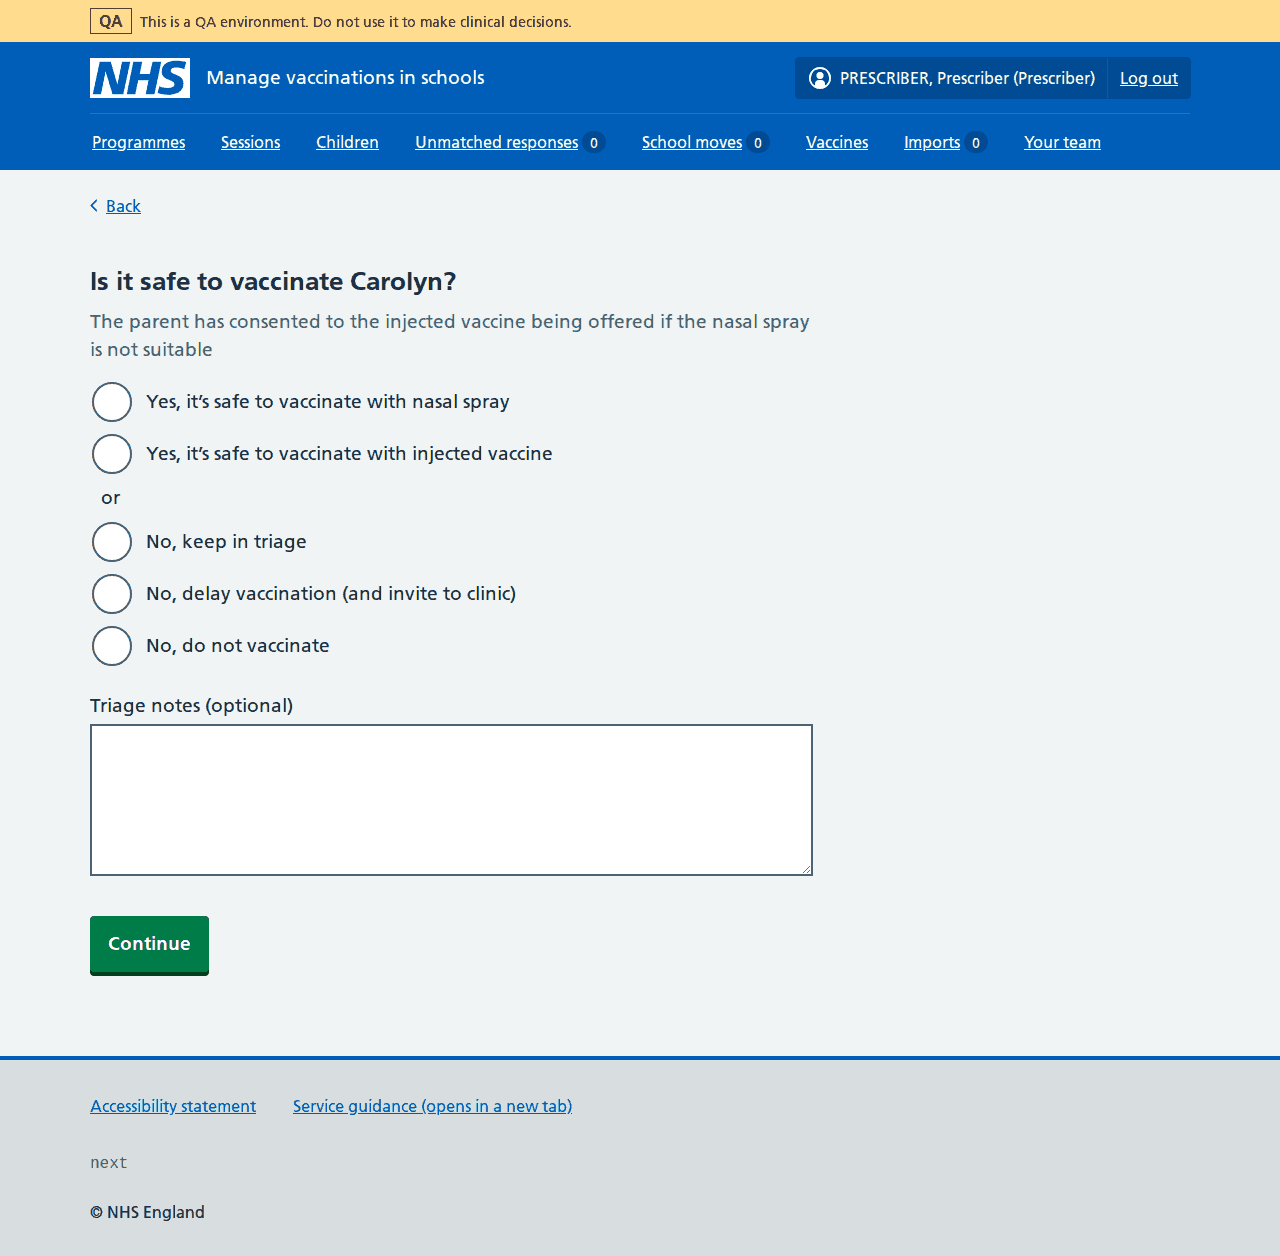 QA This is a QA environment. Do not use it to make clinical decisions.
NHS Manage vaccinations in schools PRESCRIBER, Prescriber (Prescriber) Log out
Programmes Sessions Children Unmatched responses 0 School moves 0 Vaccines Imports 0 Your team
Back
Is it safe to vaccinate Carolyn?
The parent has consented to the injected vaccine being offered if the nasal spray
is not suitable
Yes, it’s safe to vaccinate with nasal spray
Yes, it’s safe to vaccinate with injected vaccine
or
No, keep in triage
No, delay vaccination (and invite to clinic)
No, do not vaccinate
Triage notes (optional)
Continue
Accessibility statement Service guidance (opens in a new tab)
next
© NHS England